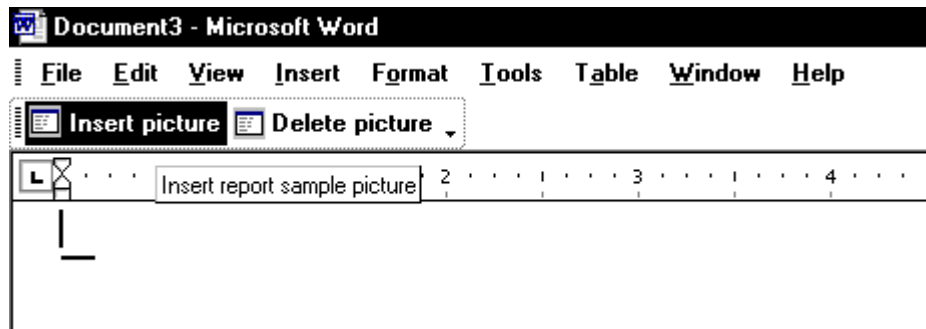 Document3 - Microsoft Word
File Edit View Insert Format Tools Table Window Help
Insert picture Delete picture
L 2 3 4
Insert report sample picture